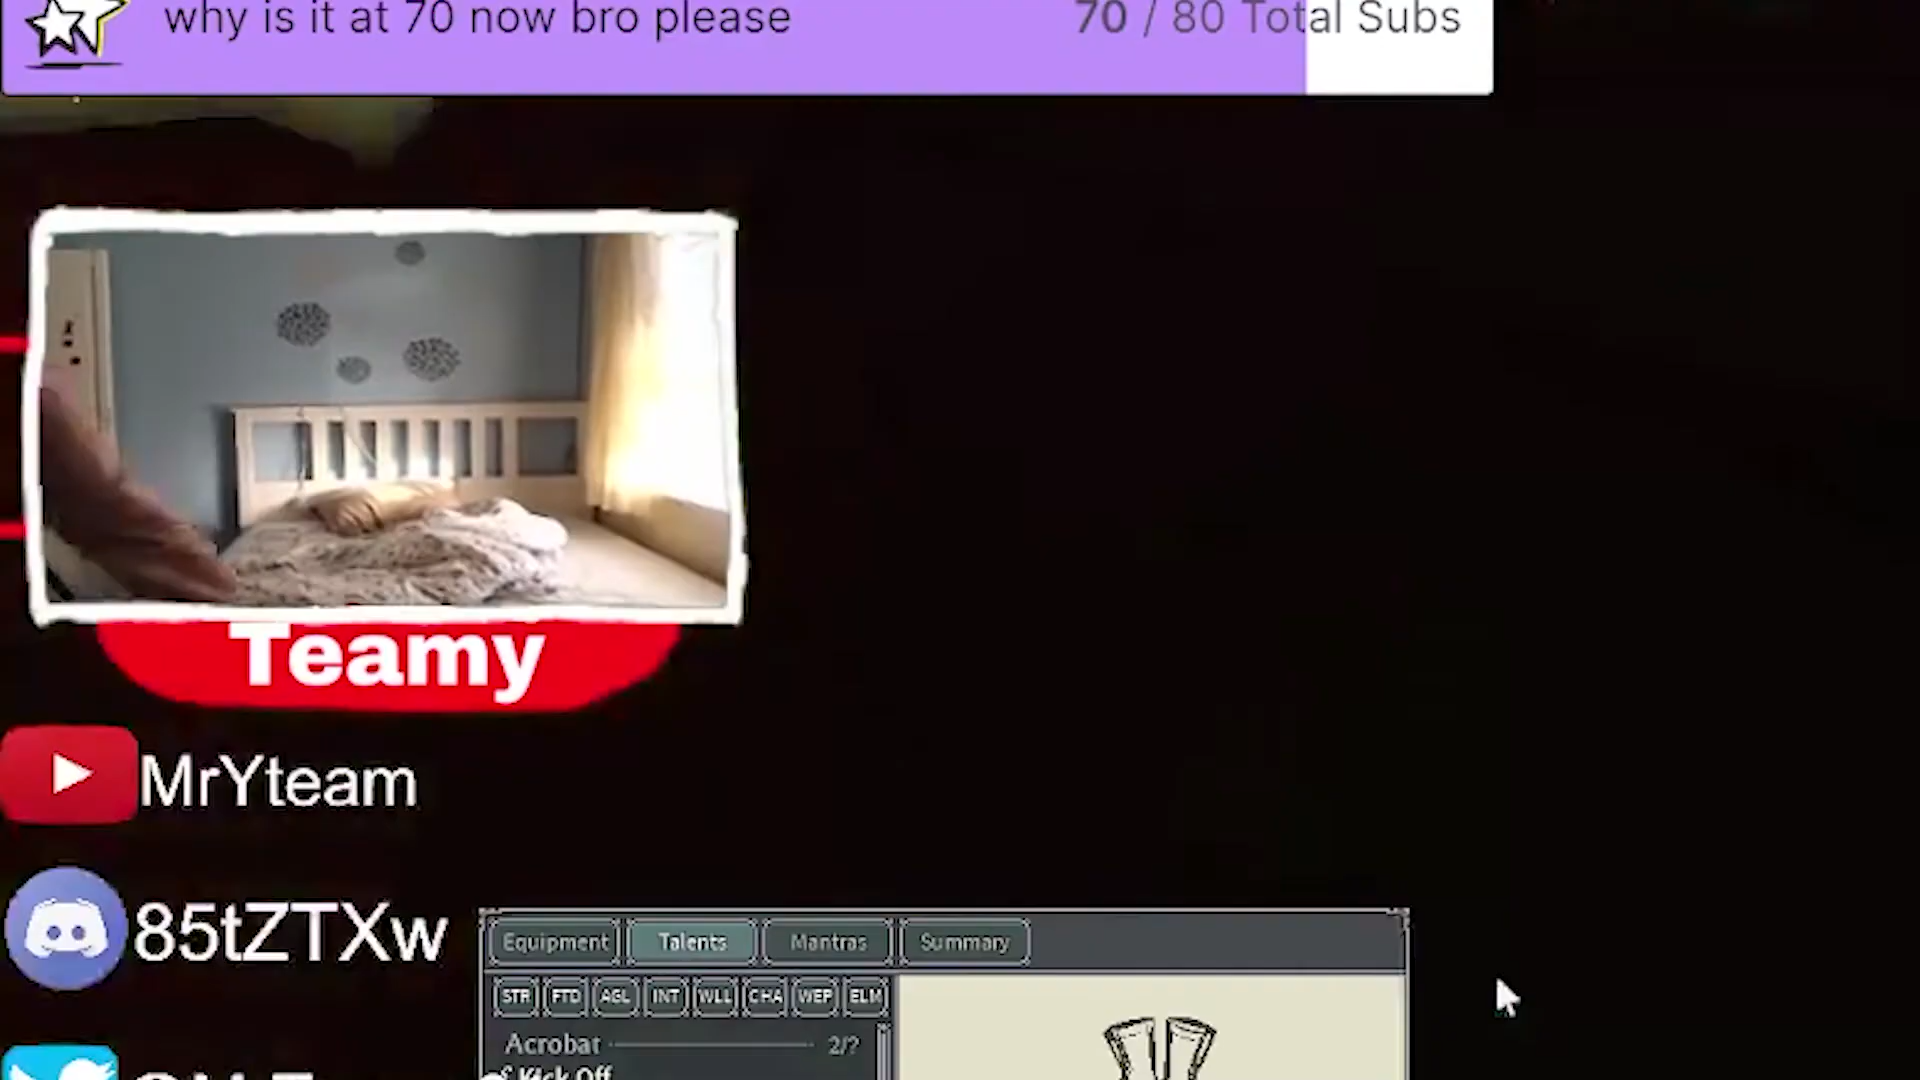 why is it at 70 now bro please
70 / 80 Total Subs
Teamy
MrYteam
85tZTXw
Equipment Talents Mantras Summary
STR FTD AGL INT WLL CHA WEP ELM
Acrobat 2/?
Kick Off